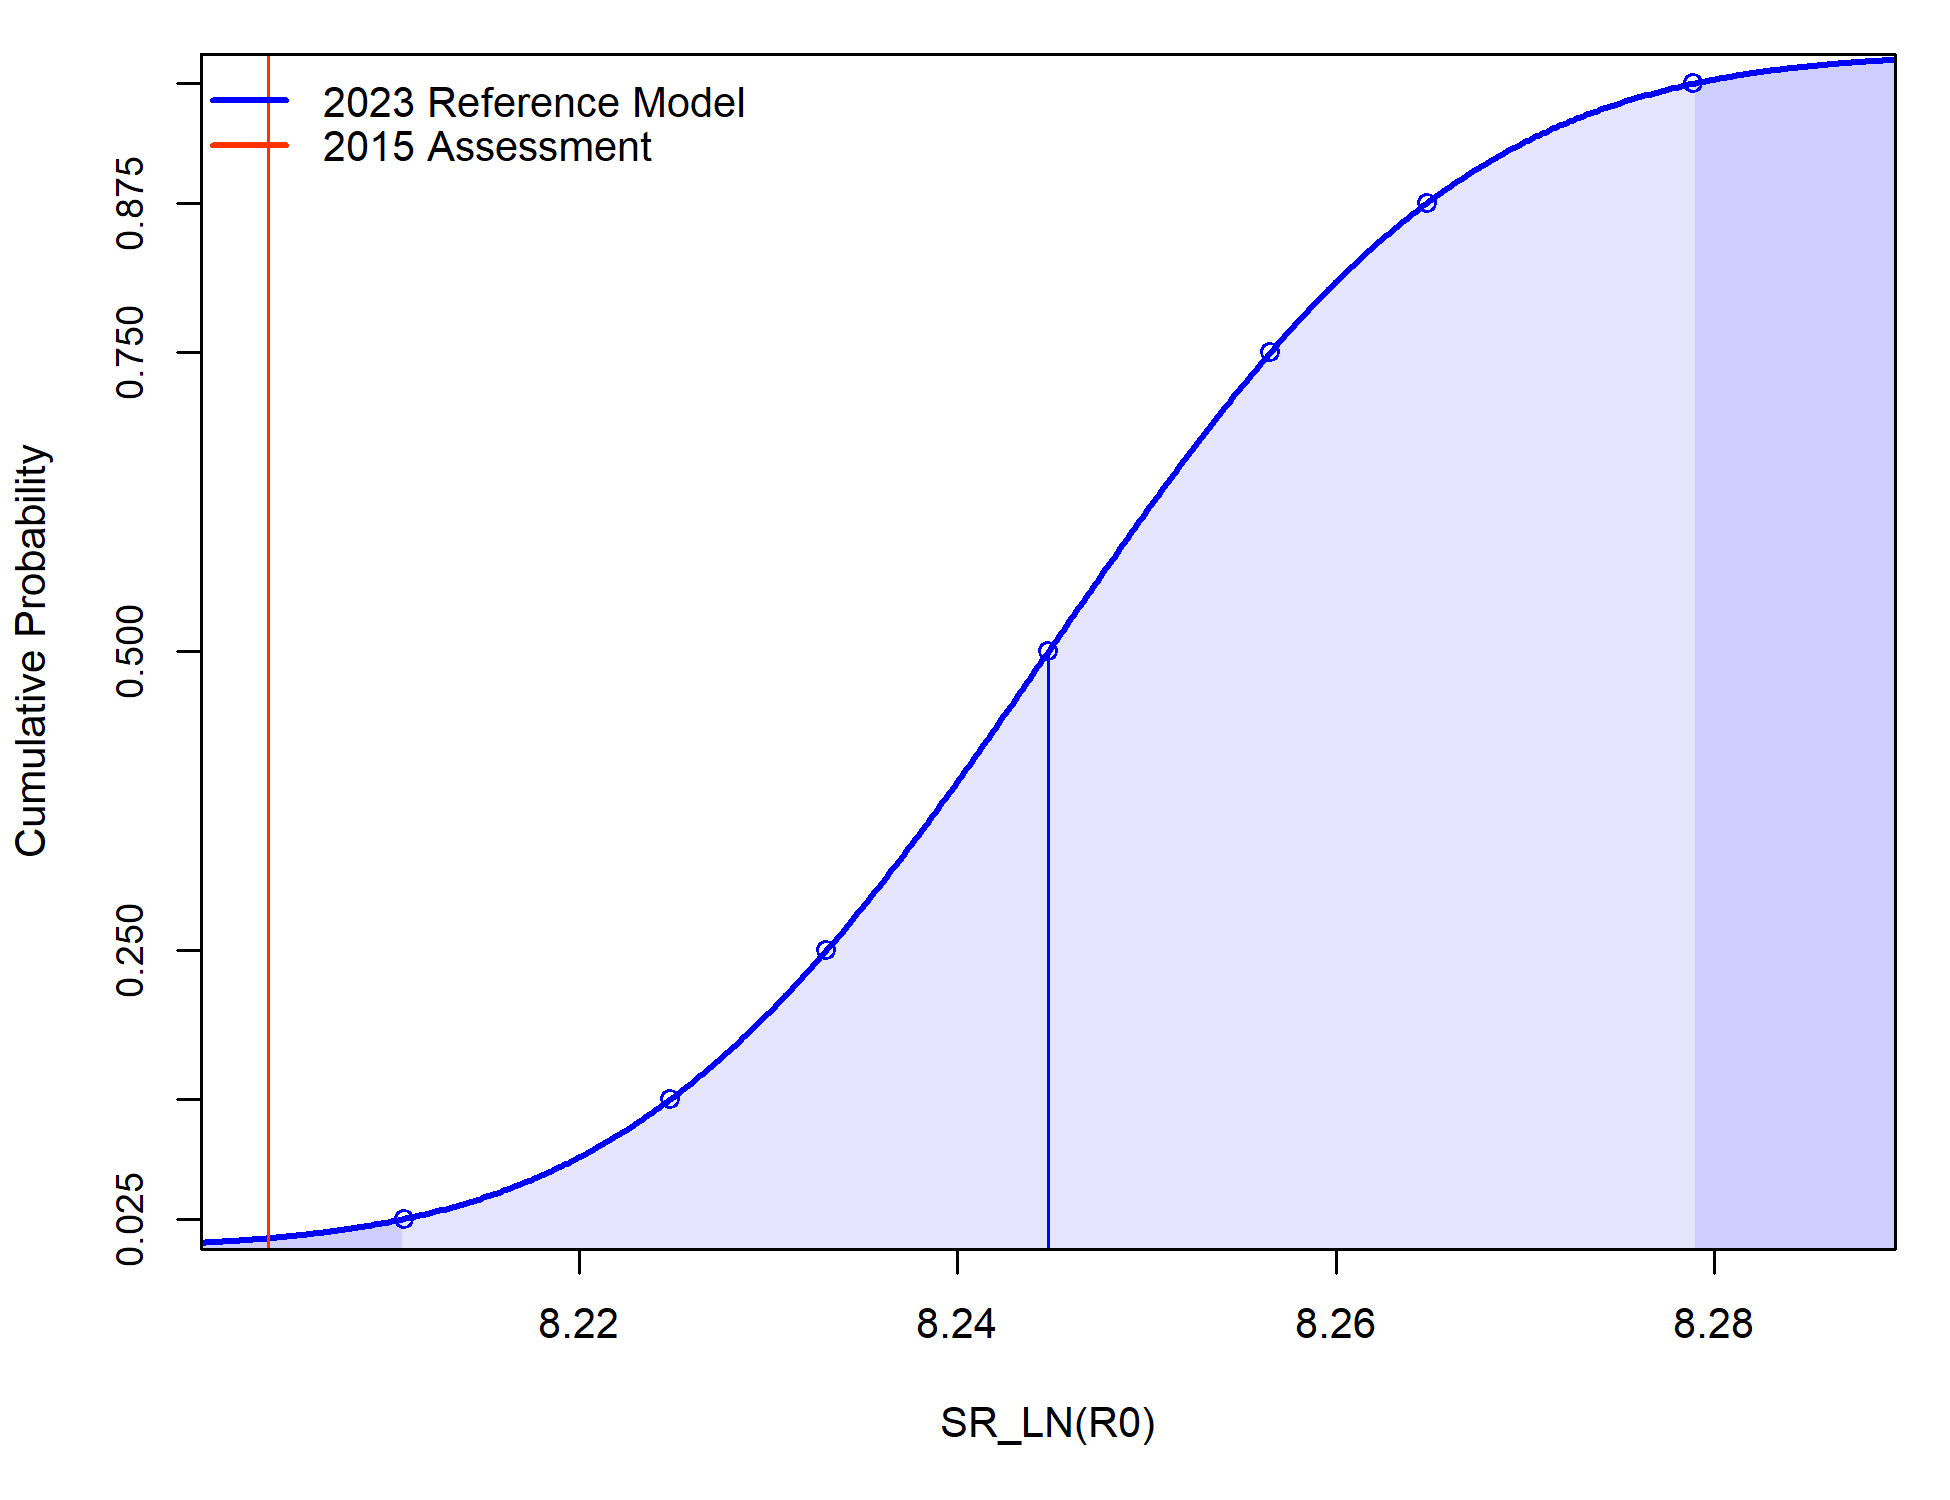 2023 Reference Model
2015 Assessment
Cumulative Probability
0.875
0.750
0.500
0.250
0.025
8.22
8.24
8.26
8.28
SR_LN(R0)